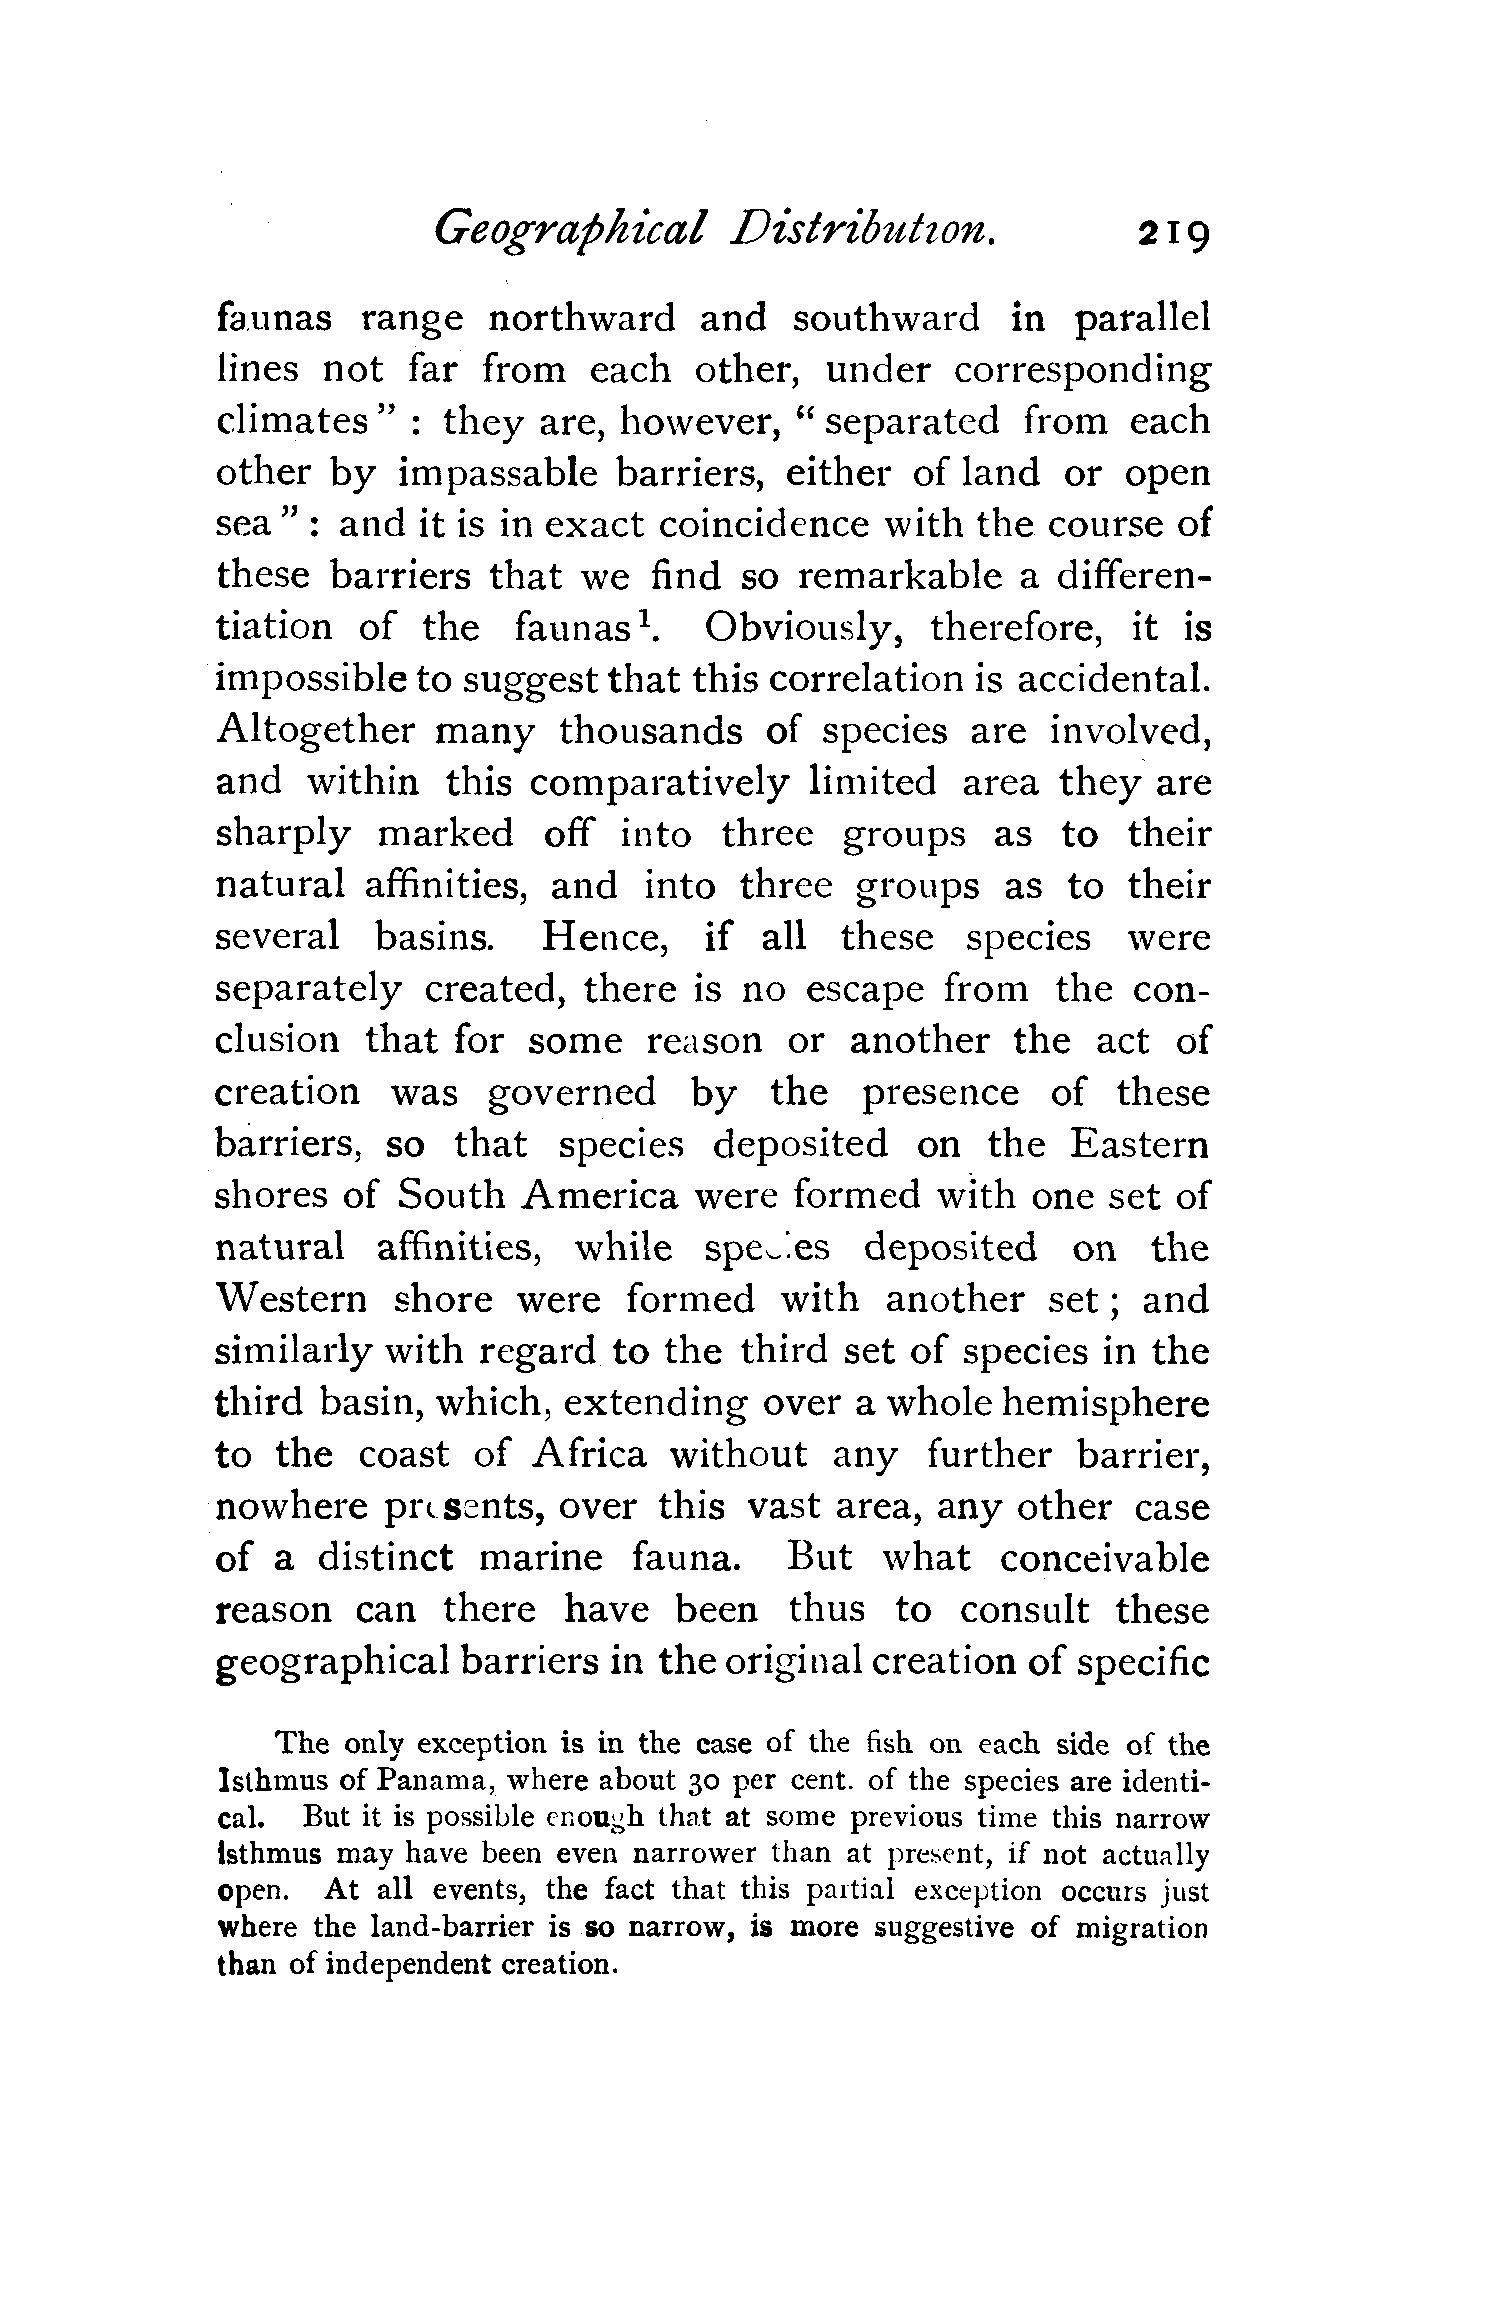 Geographical Distribution. 219
faunas range northward and southward in parallel
lines not far from each other, under corresponding
climates" : they are, however, "separated from each
other by impassable barriers, either of land or open
sea" : and it is in exact coincidence with the course of
these barriers that we find so remarkable a differen-
tiation of the faunas¹. Obviously, therefore, it is
impossible to suggest that this correlation is accidental.
Altogether many thousands of species are involved,
and within this comparatively limited area they are
sharply marked off into three groups as to their
natural affinities, and into three groups as to their
several basins. Hence, if all these species were
separately created, there is no escape from the con-
clusion that for some reason or another the act of
creation was governed by the presence of these
barriers, so that species deposited on the Eastern
shores of South America were formed with one set of
natural affinities, while species deposited on the
Western shore were formed with another set ; and
similarly with regard to the third set of species in the
third basin, which, extending over a whole hemisphere
to the coast of Africa without any further barrier,
nowhere presents, over this vast area, any other case
of a distinct marine fauna. But what conceivable
reason can there have been thus to consult these
geographical barriers in the original creation of specific
The only exception is in the case of the fish on each side of the
Isthmus of Panama, where about 30 per cent. of the species are identi-
cal. But it is possible enough that at some previous time this narrow
isthmus may have been even narrower than at present, if not actually
open. At all events, the fact that this partial exception occurs just
where the land-barrier is so narrow, is more suggestive of migration
than of independent creation.